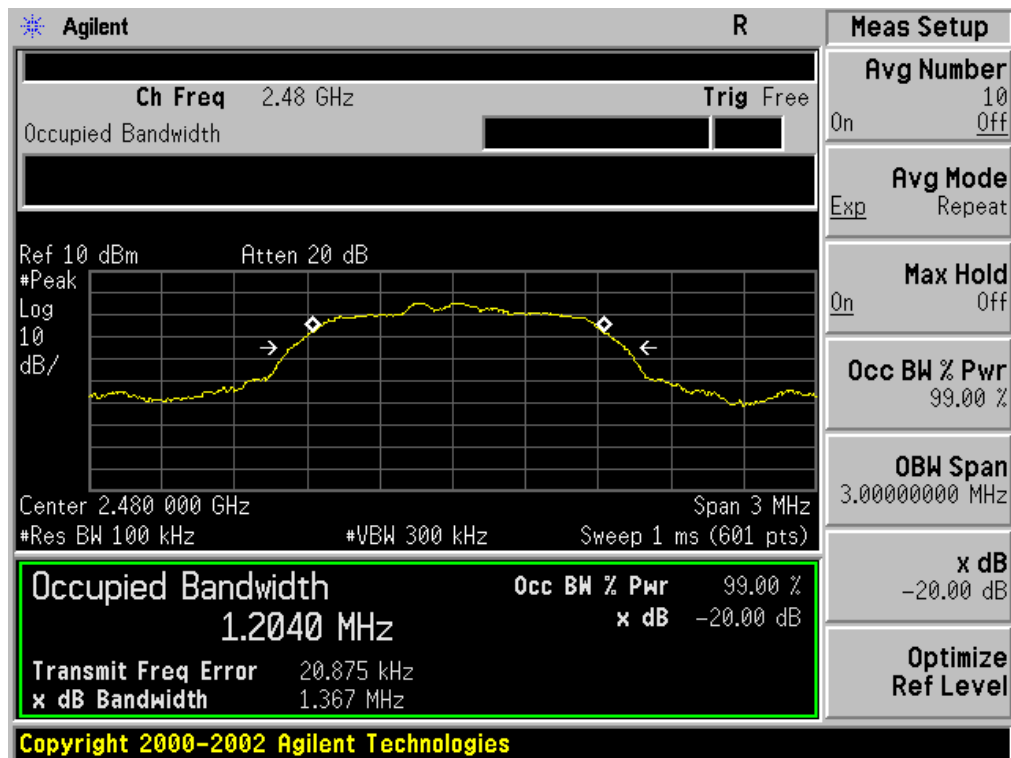 Agilent
R
Ch Freq 2.48 GHz Trig Free
Occupied Bandwidth
Ref 10 dBm Atten 20 dB
#Peak
Log
10
dB/
Center 2.480 000 GHz Span 3 MHz
#Res BW 100 kHz #VBW 300 kHz Sweep 1 ms (601 pts)
Occupied Bandwidth
1.2040 MHz
Occ BW % Pwr 99.00 %
x dB -20.00 dB
Transmit Freq Error 20.875 kHz
x dB Bandwidth 1.367 MHz
Copyright 2000-2002 Agilent Technologies
Meas Setup
Avg Number
10
On Off
Avg Mode
Exp Repeat
Max Hold
On Off
Occ BW % Pwr
99.00 %
OBW Span
3.00000000 MHz
x dB
-20.00 dB
Optimize
Ref Level